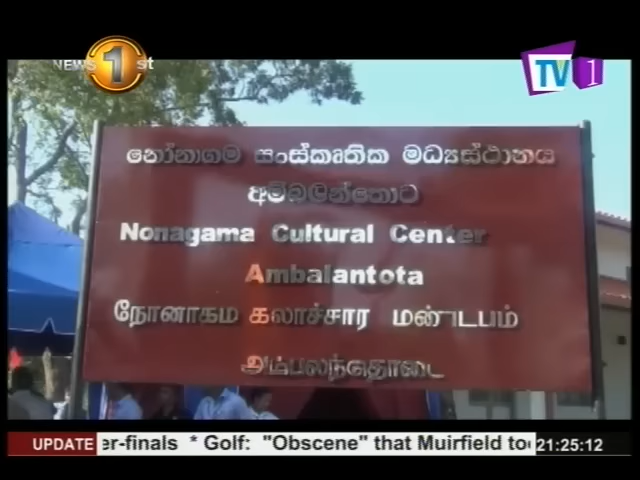 NEWS 1st
TV1
නෝනාගම සංස්කෘතික මධ්‍යස්ථානය
අම්බලන්තොට
Nonagama Cultural Center
Ambalantota
நோனாகம கலாச்சார மண்டபம்
அம்பலந்தொடை
UPDATE er-finals * Golf: "Obscene" that Muirfield to 21:25:12